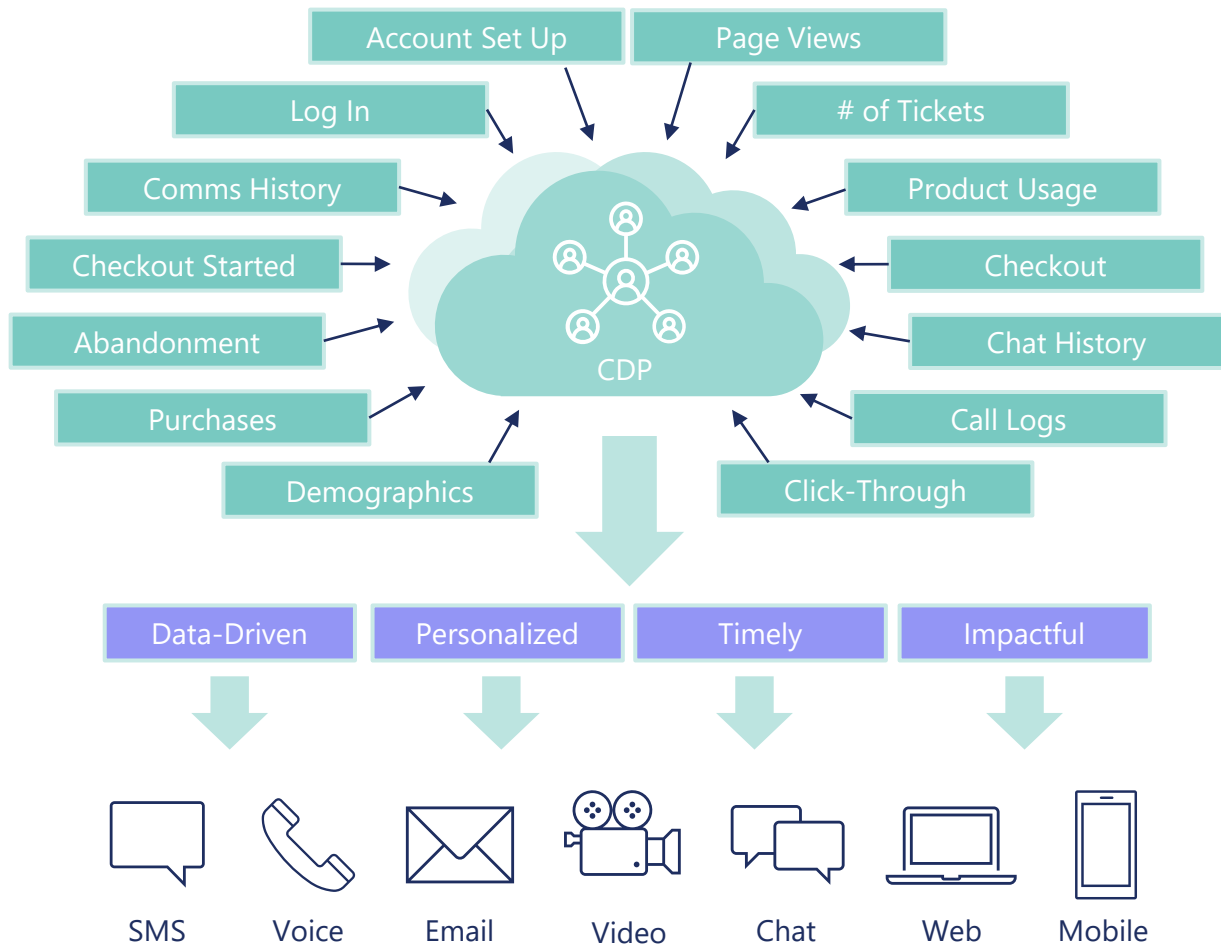 Account Set Up
Page Views
Log In
# of Tickets
Comms History
Product Usage
Checkout Started
Checkout
Abandonment
Chat History
CDP
Purchases
Call Logs
Demographics
Click-Through
Data-Driven
Personalized
Timely
Impactful
SMS
Voice
Email
Video
Chat
Web
Mobile